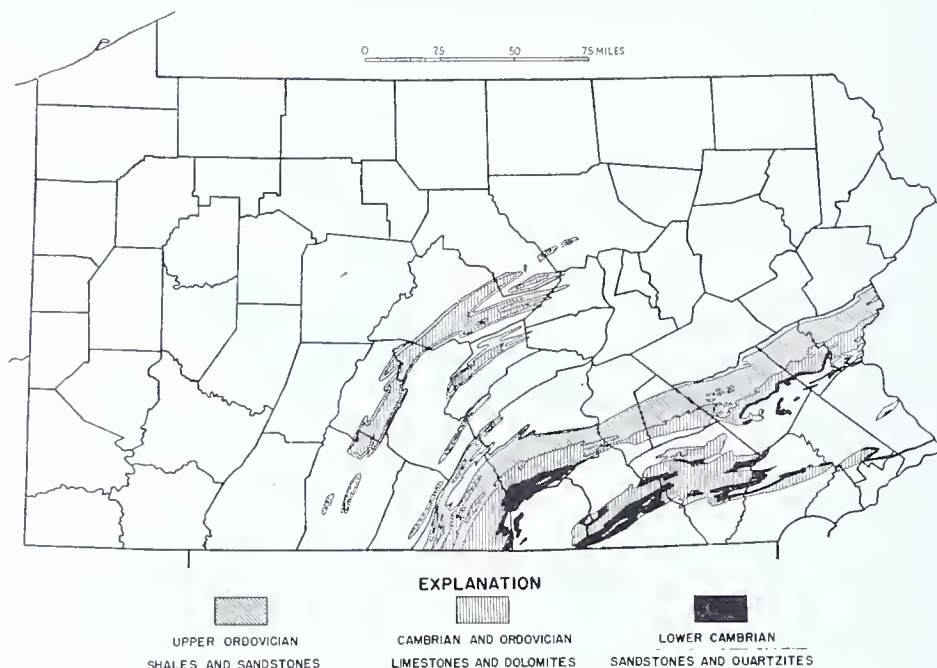 0 25 50 75 MILES
EXPLANATION
UPPER ORDOVICIAN
SHALES AND SANDSTONES
CAMBRIAN AND ORDOVICIAN
LIMESTONES AND DOLOMITES
LOWER CAMBRIAN
SANDSTONES AND QUARTZITES